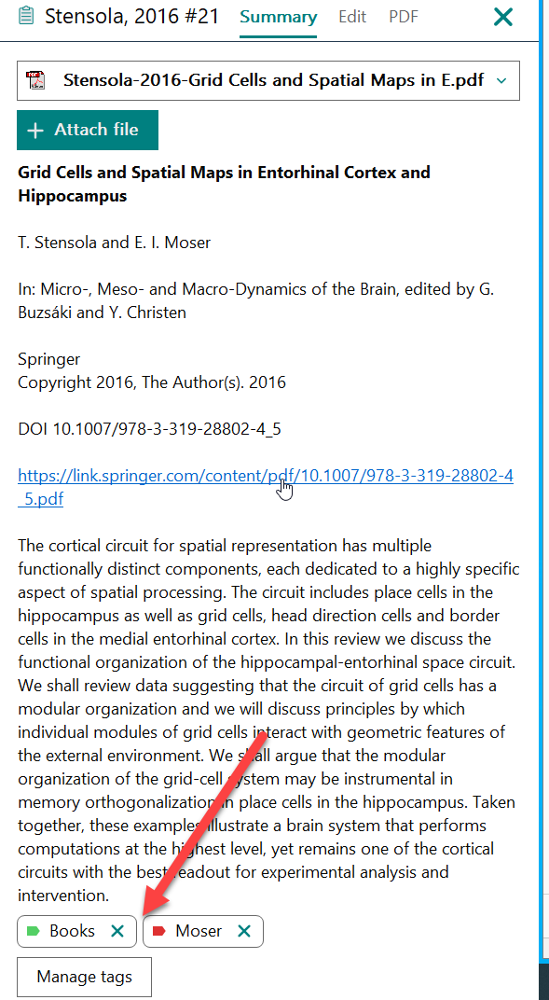 Stensola, 2016 #21 Summary Edit PDF
Stensola-2016-Grid Cells and Spatial Maps in E.pdf
+ Attach file
Grid Cells and Spatial Maps in Entorhinal Cortex and
Hippocampus
T. Stensola and E. I. Moser
In: Micro-, Meso- and Macro-Dynamics of the Brain, edited by G.
Buzsáki and Y. Christen
Springer
Copyright 2016, The Author(s). 2016
DOI 10.1007/978-3-319-28802-4_5
https://link.springer.com/content/pdf/10.1007/978-3-319-28802-4
_5.pdf
The cortical circuit for spatial representation has multiple
functionally distinct components, each dedicated to a highly specific
aspect of spatial processing. The circuit includes place cells in the
hippocampus as well as grid cells, head direction cells and border
cells in the medial entorhinal cortex. In this review we discuss the
functional organization of the hippocampal-entorhinal space circuit.
We shall review data suggesting that the circuit of grid cells has a
modular organization and we will discuss principles by which
individual modules of grid cells interact with geometric features of
the external environment. We shall argue that the modular
organization of the grid-cell system may be instrumental in
memory orthogonalization in place cells in the hippocampus. Taken
together, these examples illustrate a brain system that performs
computations at the highest level, yet remains one of the cortical
circuits with the best readout for experimental analysis and
intervention.
Books Moser
Manage tags